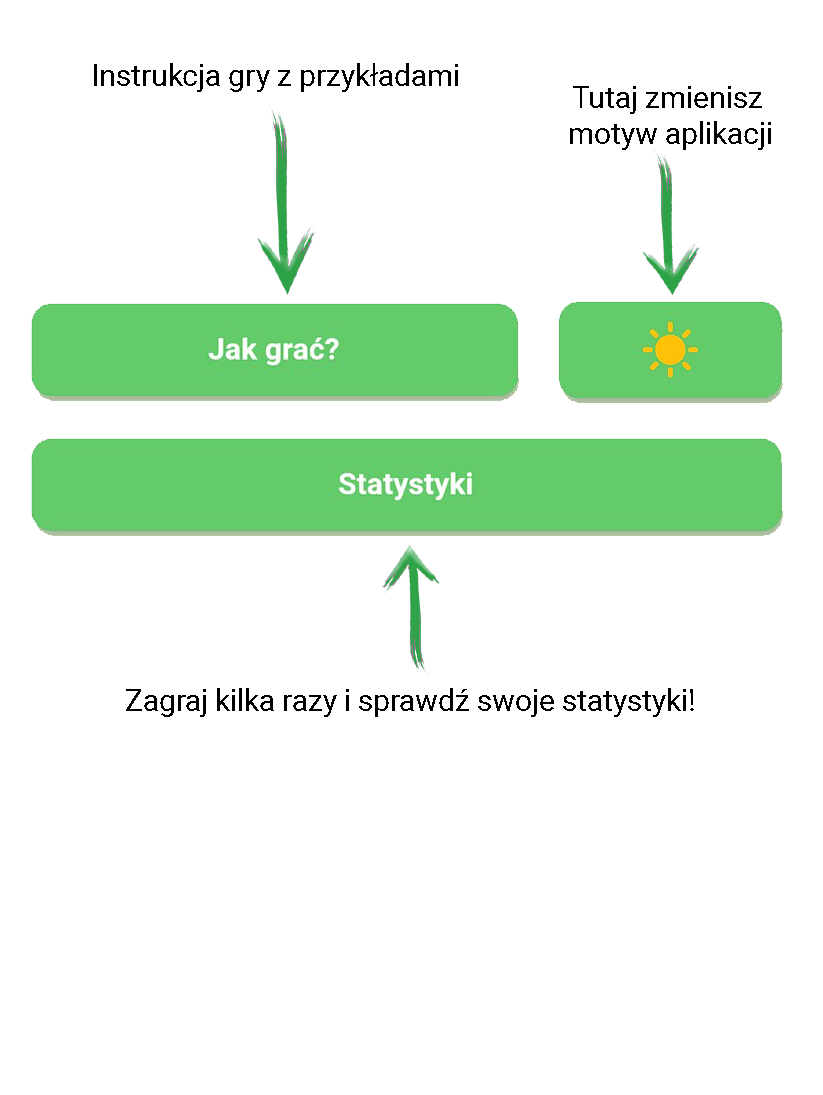 Instrukcja gry z przykładami
Tutaj zmienisz
motyw aplikacji
Jak grać?
Statystyki
Zagraj kilka razy i sprawdź swoje statystyki!